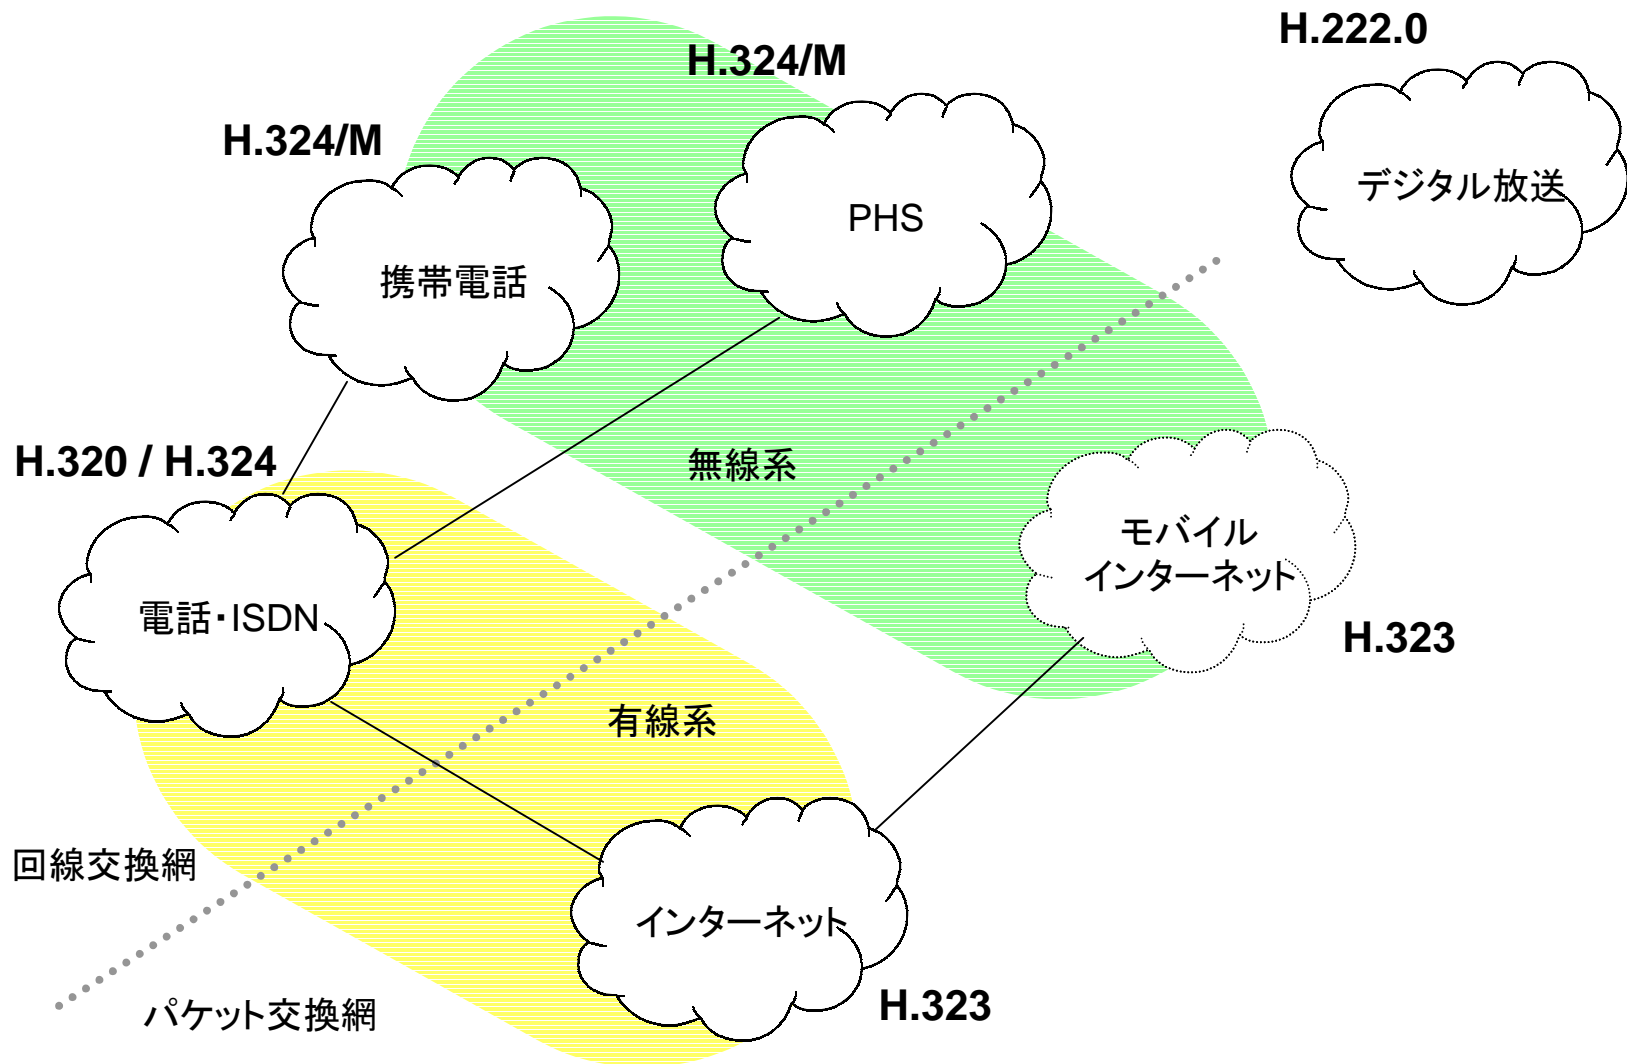 H.222.0
H.324/M
デジタル放送
H.324/M
PHS
携帯電話
H.320 / H.324
無線系
モバイル
インターネット
電話・ISDN
H.323
有線系
回線交換網
インターネット
パケット交換網
H.323